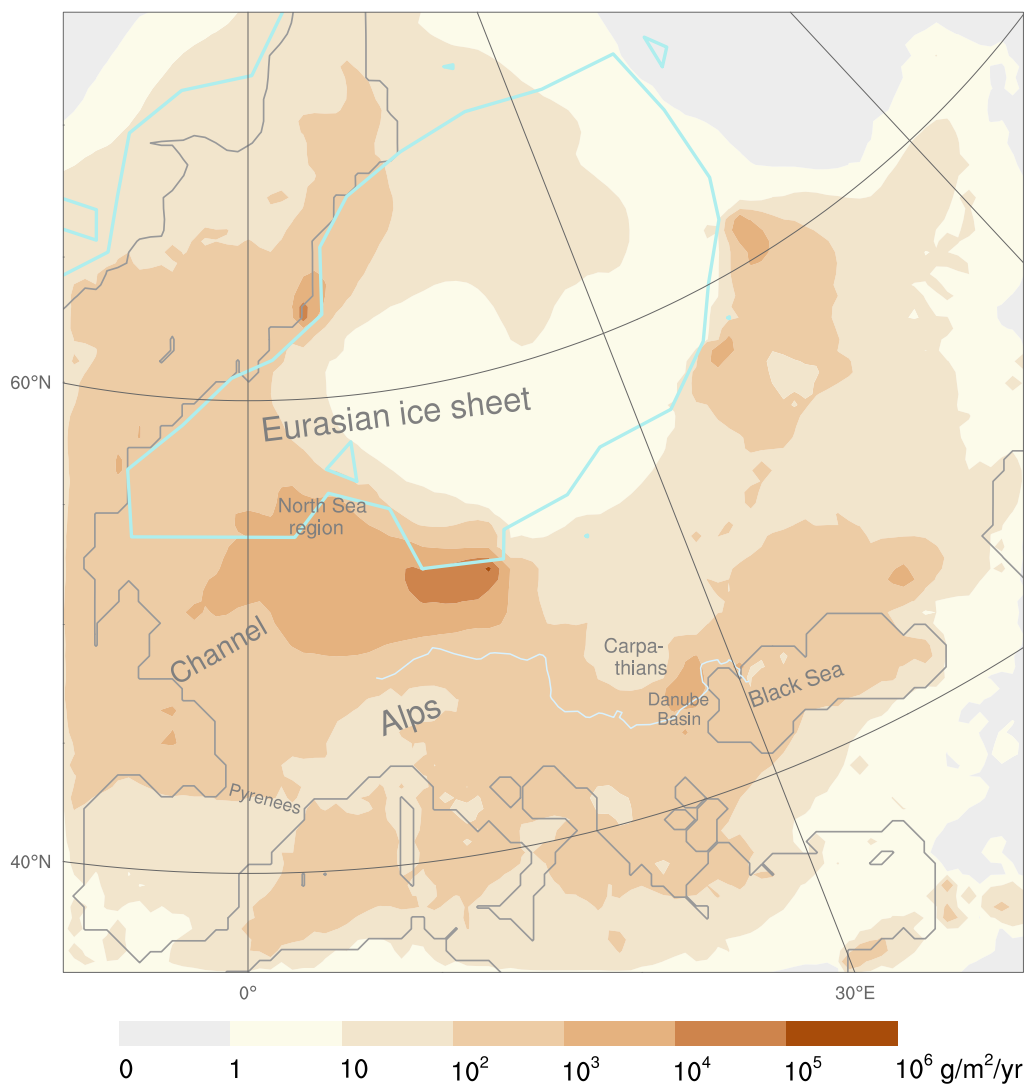 60°N
Eurasian ice sheet
North Sea
region
Channel
Carpa-
thians
Danube
Basin
Black Sea
Alps
Pyrenees
40°N
0°
30°E
0 1 10 10² 10³ 10⁴ 10⁵ 10⁶ g/m²/yr